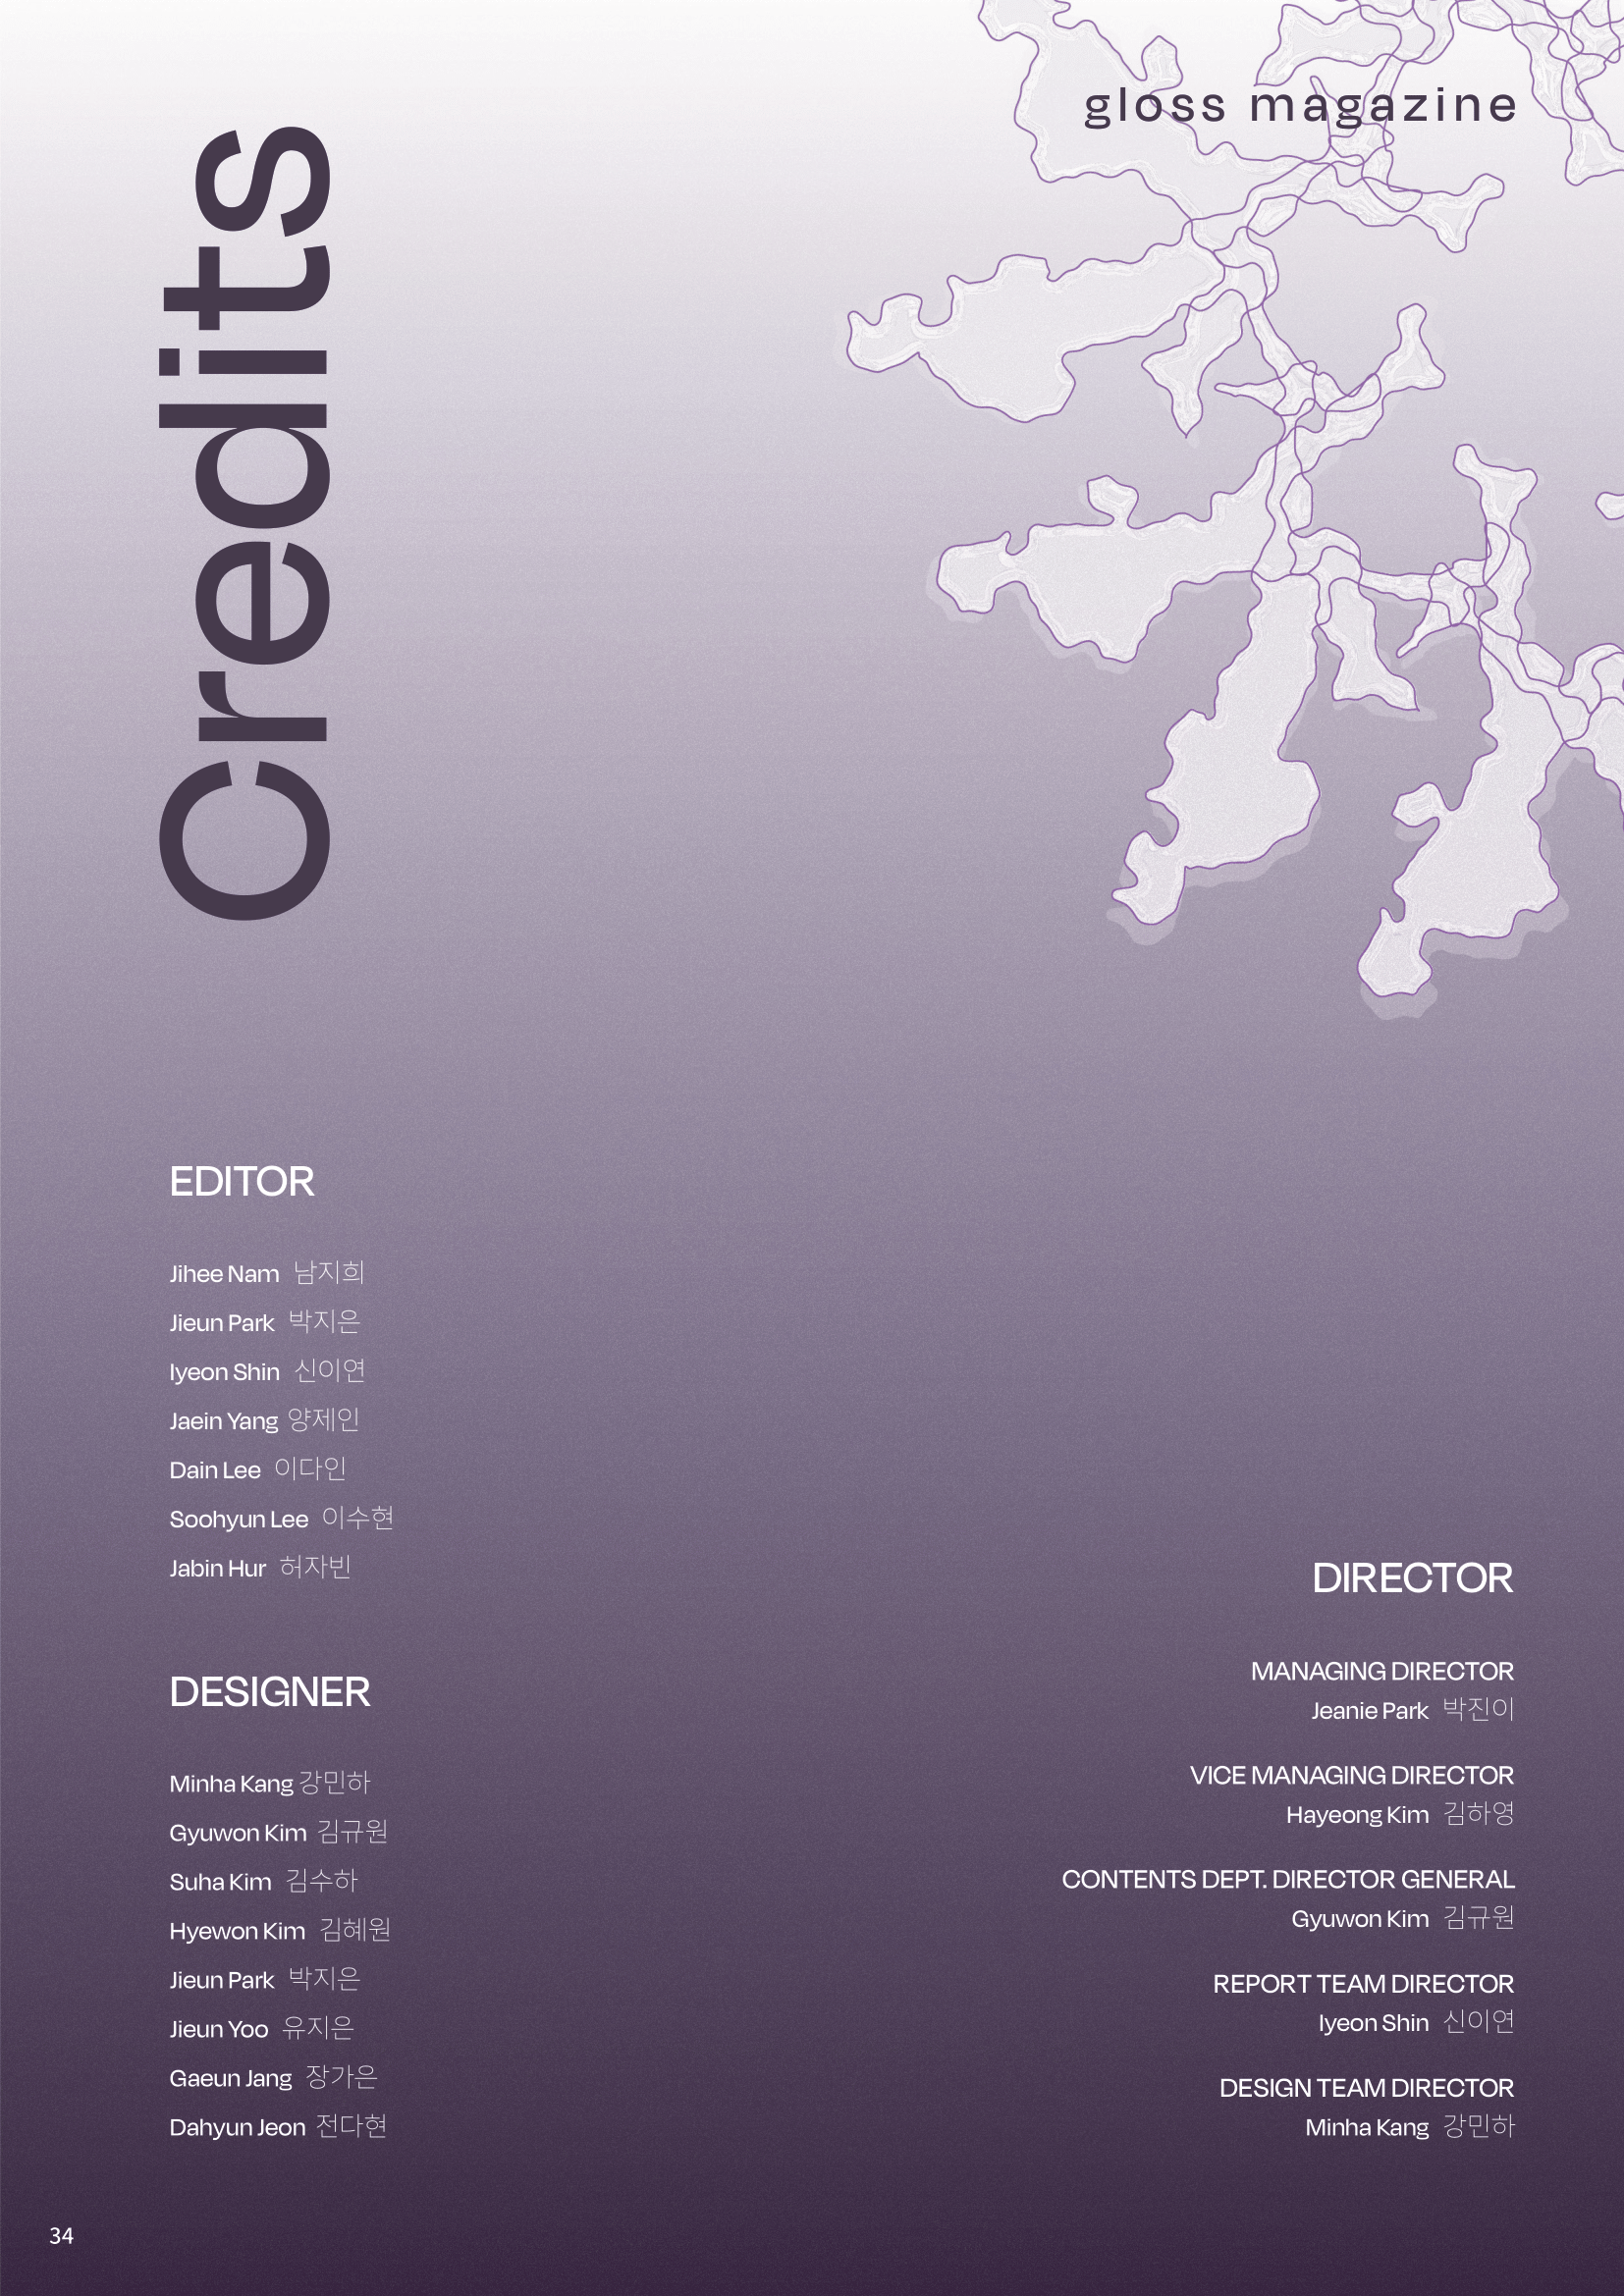 gloss magazine
Credits
EDITOR
Jihee Nam 남지희
Jieun Park 박지은
Iyeon Shin 신이연
Jaein Yang 양제인
Dain Lee 이다인
Soohyun Lee 이수현
Jabin Hur 허자빈
DESIGNER
Minha Kang 강민하
Gyuwon Kim 김규원
Suha Kim 김수하
Hyewon Kim 김혜원
Jieun Park 박지은
Jieun Yoo 유지은
Gaeun Jang 장가은
Dahyun Jeon 전다현
DIRECTOR
MANAGING DIRECTOR
Jeanie Park 박진이
VICE MANAGING DIRECTOR
Hayeong Kim 김하영
CONTENTS DEPT. DIRECTOR GENERAL
Gyuwon Kim 김규원
REPORT TEAM DIRECTOR
Iyeon Shin 신이연
DESIGN TEAM DIRECTOR
Minha Kang 강민하
34